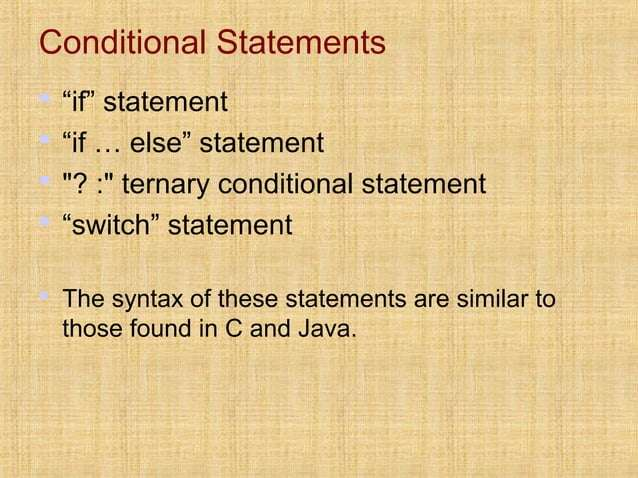 Conditional Statements
“if” statement
“if … else” statement
"? :" ternary conditional statement
“switch” statement
The syntax of these statements are similar to
those found in C and Java.